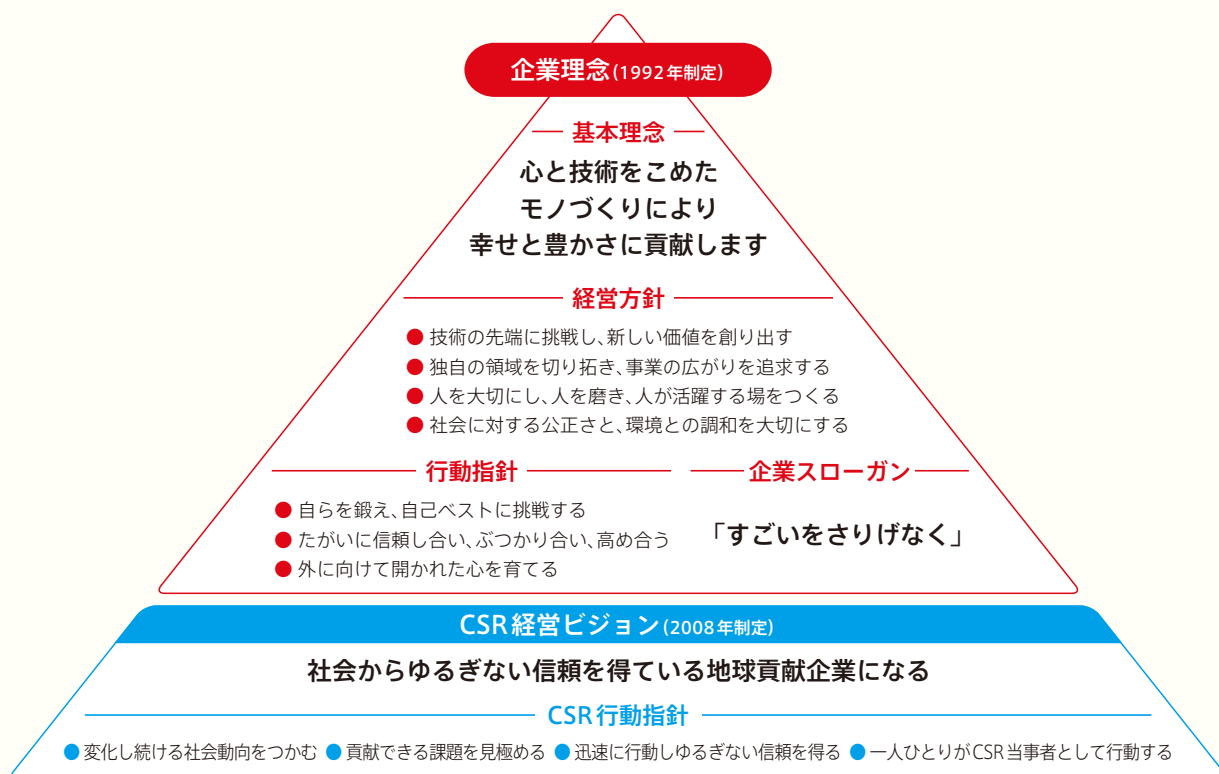 企業理念(1992年制定)
基本理念
心と技術をこめた
モノづくりにより
幸せと豊かさに貢献します
経営方針
● 技術の先端に挑戦し、新しい価値を創り出す
● 独自の領域を切り拓き、事業の広がりを追求する
● 人を大切にし、人を磨き、人が活躍する場をつくる
● 社会に対する公正さと、環境との調和を大切にする
行動指針
● 自らを鍛え、自己ベストに挑戦する
● たがいに信頼し合い、ぶつかり合い、高め合う
● 外に向けて開かれた心を育てる
企業スローガン
「すごいをさりげなく」
CSR経営ビジョン(2008年制定)
社会からゆるぎない信頼を得ている地球貢献企業になる
CSR行動指針
● 変化し続ける社会動向をつかむ ● 貢献できる課題を見極める ● 迅速に行動しゆるぎない信頼を得る ● 一人ひとりがCSR当事者として行動する